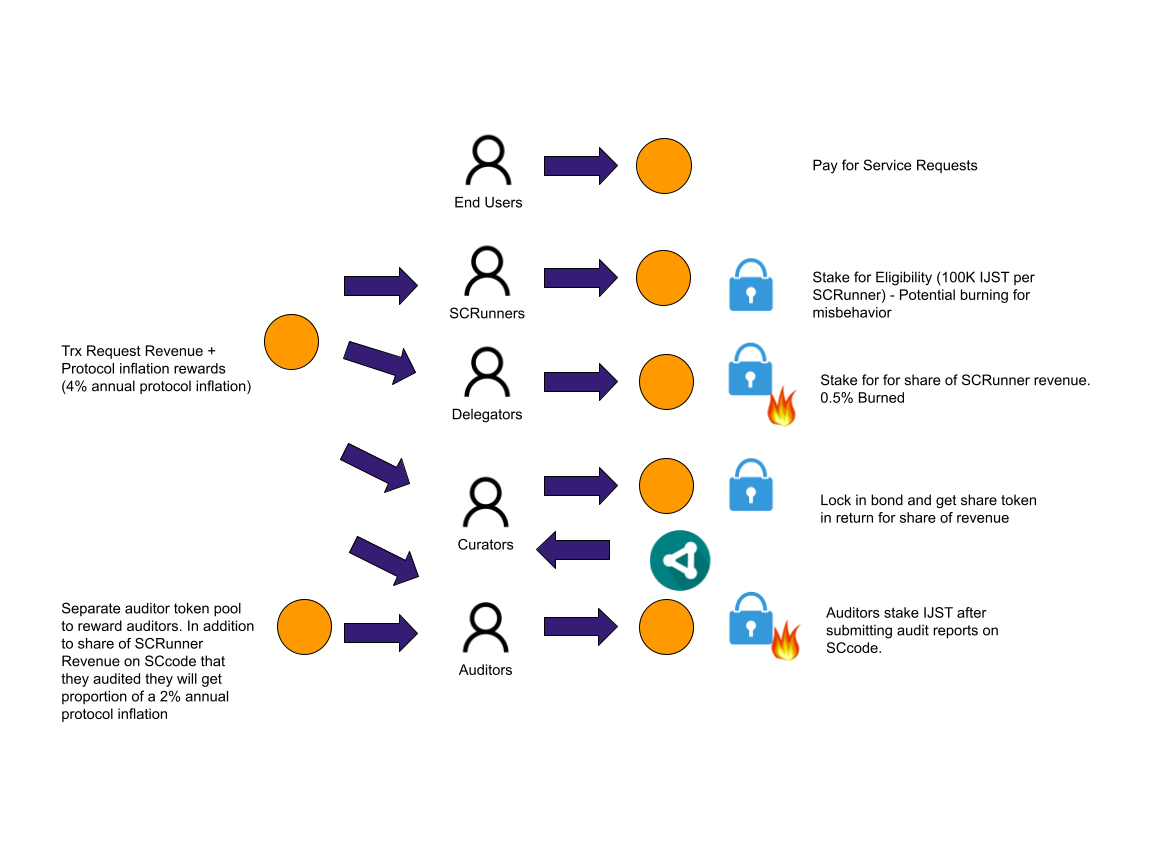 End Users
Pay for Service Requests
SCRunners
Stake for Eligibility (100K IJST per
SCRunner) - Potential burning for
misbehavior
Trx Request Revenue +
Protocol inflation rewards
(4% annual protocol inflation)
Delegators
Stake for for share of SCRunner revenue.
0.5% Burned
Curators
Lock in bond and get share token
in return for share of revenue
Separate auditor token pool
to reward auditors. In addition
to share of SCRunner
Revenue on SCcode that
they audited they will get
proportion of a 2% annual
protocol inflation
Auditors
Auditors stake IJST after
submitting audit reports on
SCcode.